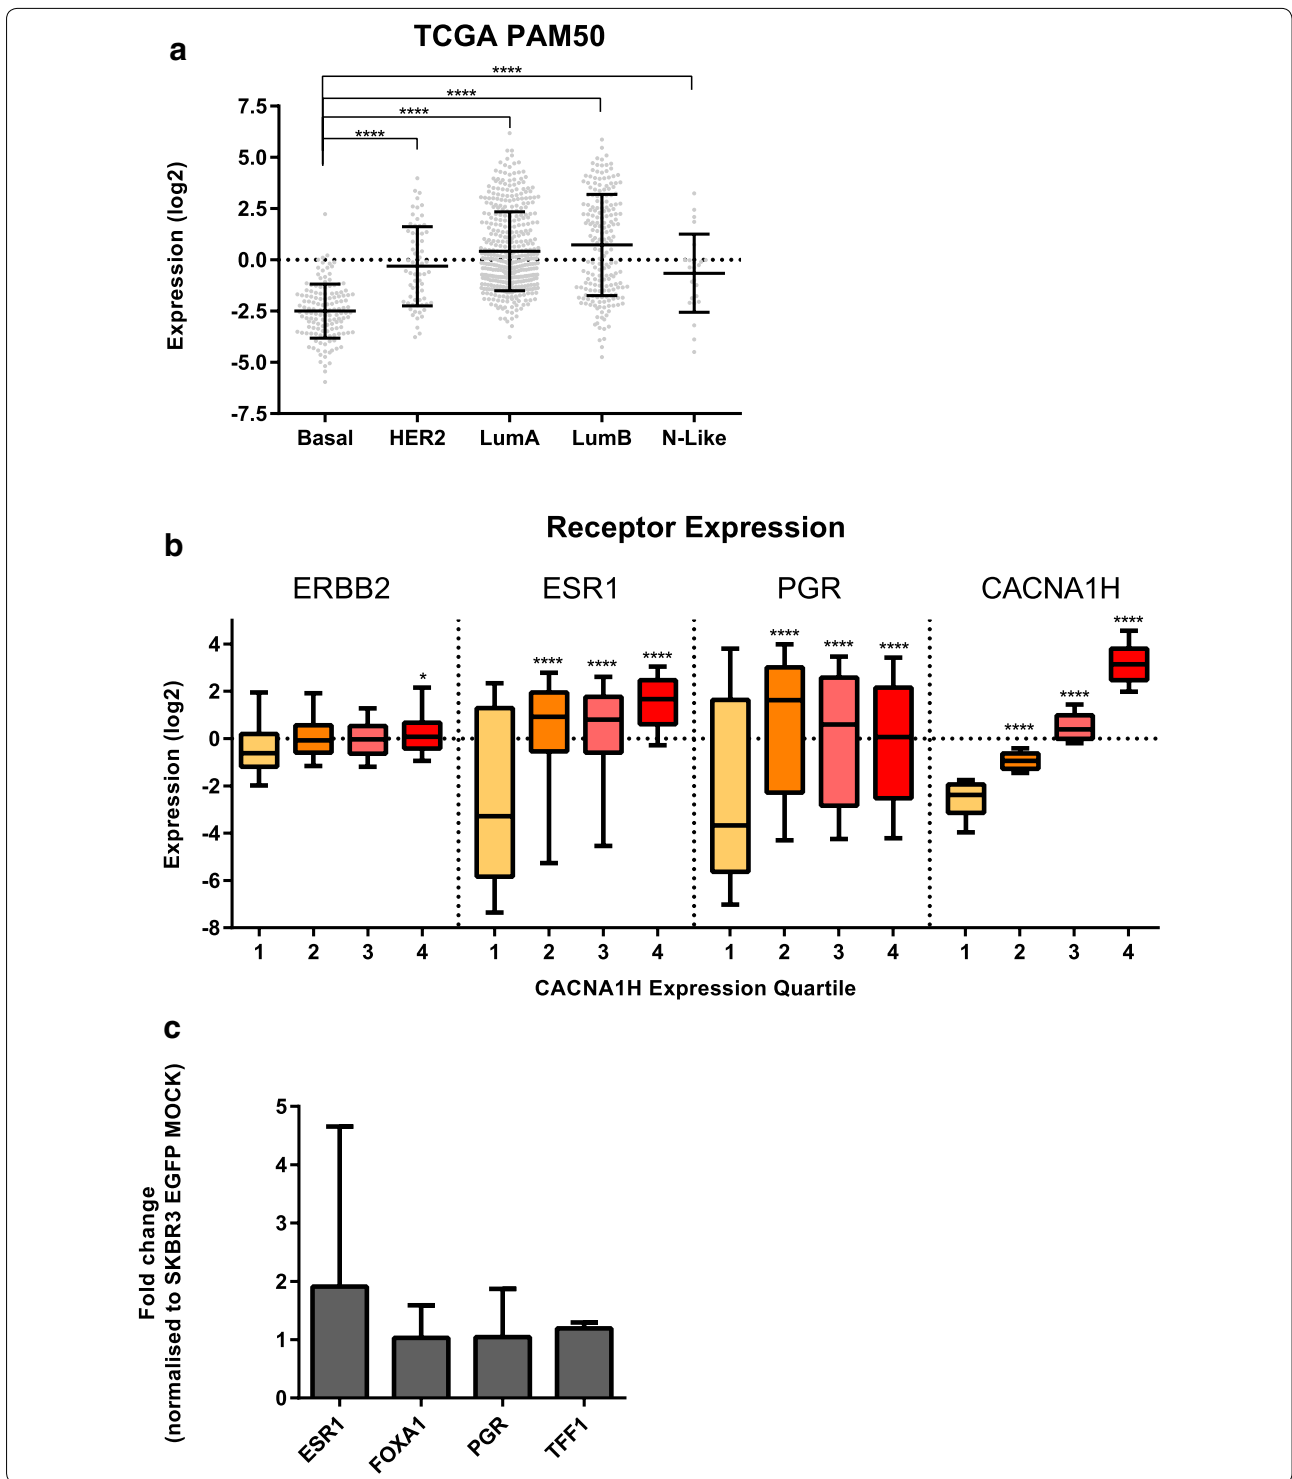 a
TCGA PAM50
****
****
****
****
7.5
5.0
2.5
0.0
-2.5
-5.0
-7.5
Expression (log2)
Basal HER2 LumA LumB N-Like
b
Receptor Expression
ERBB2 ESR1 PGR CACNA1H
* **** **** **** **** **** **** **** **** ****
4
2
0
-2
-4
-6
-8
Expression (log2)
1 2 3 4 1 2 3 4 1 2 3 4 1 2 3 4
CACNA1H Expression Quartile
c
Fold change
(normalised to SKBR3 EGFP MOCK)
5
4
3
2
1
0
ESR1 FOXA1 PGR TFF1